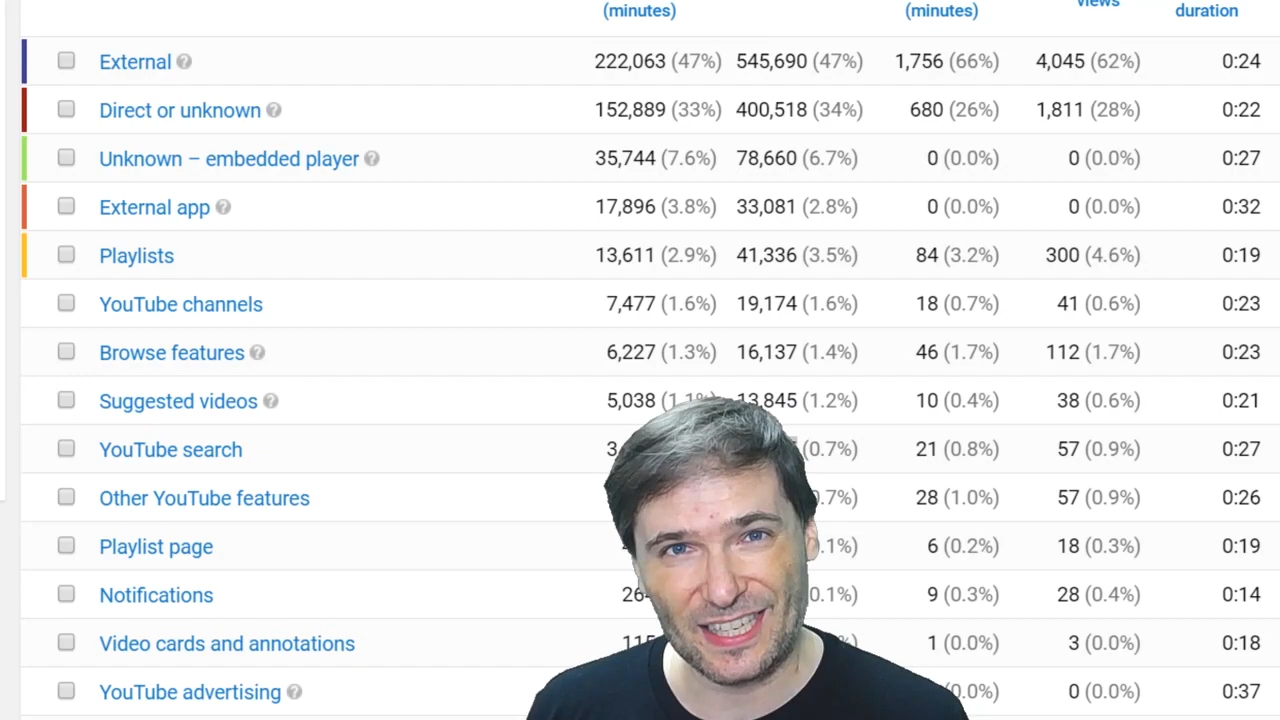 (minutes) (minutes) views duration
External 222,063 (47%) 545,690 (47%) 1,756 (66%) 4,045 (62%) 0:24
Direct or unknown 152,889 (33%) 400,518 (34%) 680 (26%) 1,811 (28%) 0:22
Unknown – embedded player 35,744 (7.6%) 78,660 (6.7%) 0 (0.0%) 0 (0.0%) 0:27
External app 17,896 (3.8%) 33,081 (2.8%) 0 (0.0%) 0 (0.0%) 0:32
Playlists 13,611 (2.9%) 41,336 (3.5%) 84 (3.2%) 300 (4.6%) 0:19
YouTube channels 7,477 (1.6%) 19,174 (1.6%) 18 (0.7%) 41 (0.6%) 0:23
Browse features 6,227 (1.3%) 16,137 (1.4%) 46 (1.7%) 112 (1.7%) 0:23
Suggested videos 5,038 (1.1%) 13,845 (1.2%) 10 (0.4%) 38 (0.6%) 0:21
YouTube search (0.7%) 21 (0.8%) 57 (0.9%) 0:27
Other YouTube features 28 (1.0%) 57 (0.9%) 0:26
Playlist page 6 (0.2%) 18 (0.3%) 0:19
Notifications 9 (0.3%) 28 (0.4%) 0:14
Video cards and annotations 1 (0.0%) 3 (0.0%) 0:18
YouTube advertising (0.0%) 0 (0.0%) 0:37